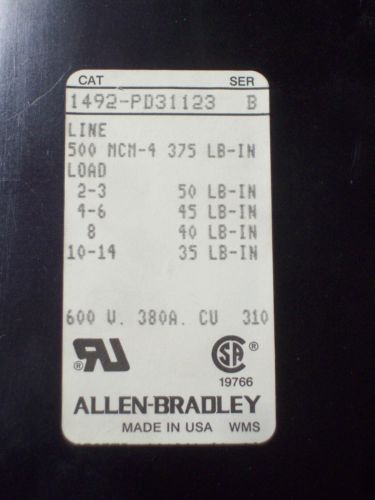 CAT SER
1492-PD31123 B
LINE
500 MCM-4 375 LB-IN
LOAD
2-3 50 LB-IN
4-6 45 LB-IN
8 40 LB-IN
10-14 35 LB-IN
600 V. 380A. CU 310
RU ® SA ®
19766
ALLEN-BRADLEY
MADE IN USA WMS